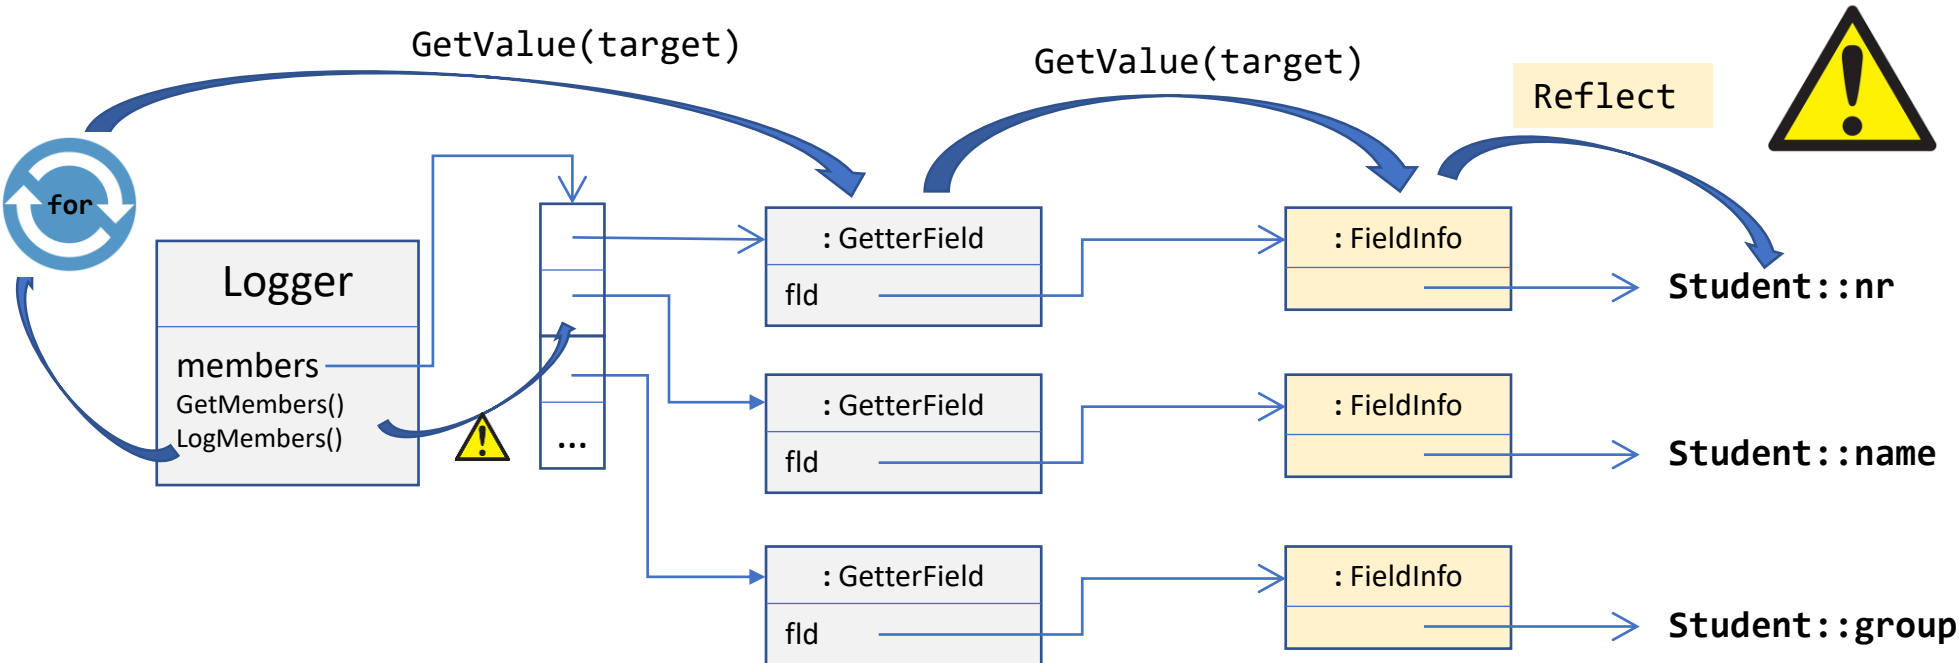 GetValue(target)
GetValue(target)
Reflect
for
Logger
members
GetMembers()
LogMembers()
...
: GetterField
fld
: FieldInfo
Student::nr
: GetterField
fld
: FieldInfo
Student::name
: GetterField
fld
: FieldInfo
Student::group